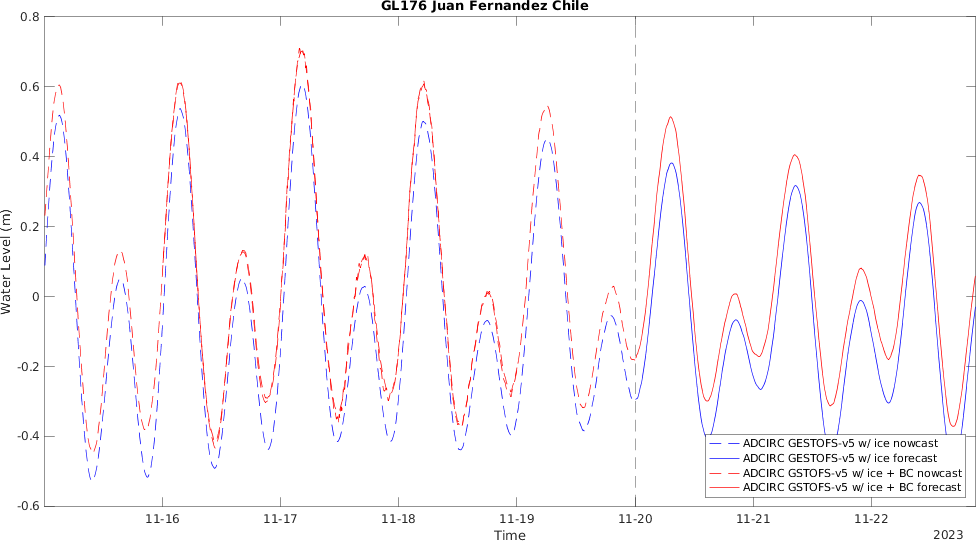 GL176 Juan Fernandez Chile
0.8
0.6
0.4
0.2
0
-0.2
-0.4
-0.6
Water Level (m)
11-16 11-17 11-18 11-19 11-20 11-21 11-22
Time
2023
ADCIRC GESTOFS-v5 w/ ice nowcast
ADCIRC GESTOFS-v5 w/ ice forecast
ADCIRC GSTOFS-v5 w/ ice + BC nowcast
ADCIRC GSTOFS-v5 w/ ice + BC forecast